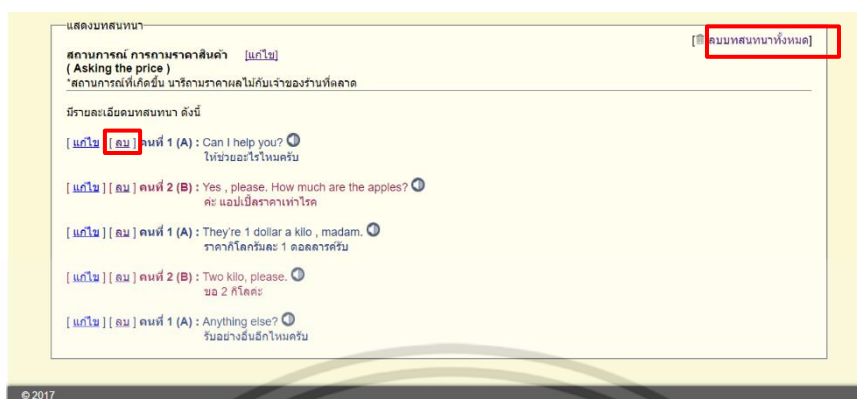 แสดงบทสนทนา
[ลบบทสนทนาทั้งหมด]
สถานการณ์ การถามราคาสินค้า [แก้ไข]
( Asking the price )
*สถานการณ์ที่เกิดขึ้น นารีถามราคาผลไม้กับเจ้าของร้านที่ตลาด
มีรายละเอียดบทสนทนา ดังนี้
[ แก้ไข ] [ ลบ ] คนที่ 1 (A) : Can I help you?
ให้ช่วยอะไรไหมครับ
[ แก้ไข ] [ ลบ ] คนที่ 2 (B) : Yes , please. How much are the apples?
ค่ะ แอปเปิ้ลราคาเท่าไรค
[ แก้ไข ] [ ลบ ] คนที่ 1 (A) : They're 1 dollar a kilo , madam.
ราคากิโลกรัมละ 1 ดอลลาร์ครับ
[ แก้ไข ] [ ลบ ] คนที่ 2 (B) : Two kilo, please.
ขอ 2 กิโลค่ะ
[ แก้ไข ] [ ลบ ] คนที่ 1 (A) : Anything else?
รับอย่างอื่นอีกไหมครับ
© 2017